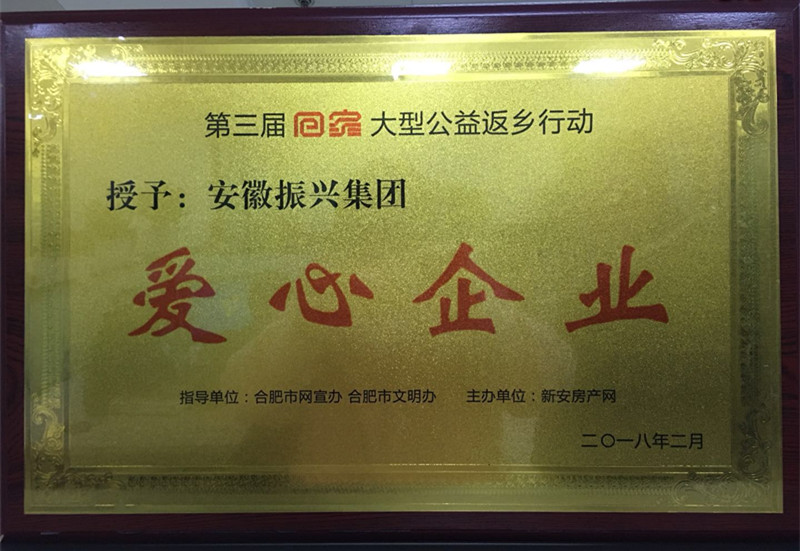 第三届回家大型公益返乡行动
授予：安徽振兴集团
爱心企业
指导单位：合肥市网宣办 合肥市文明办 主办单位：新安房产网
二〇一八年二月